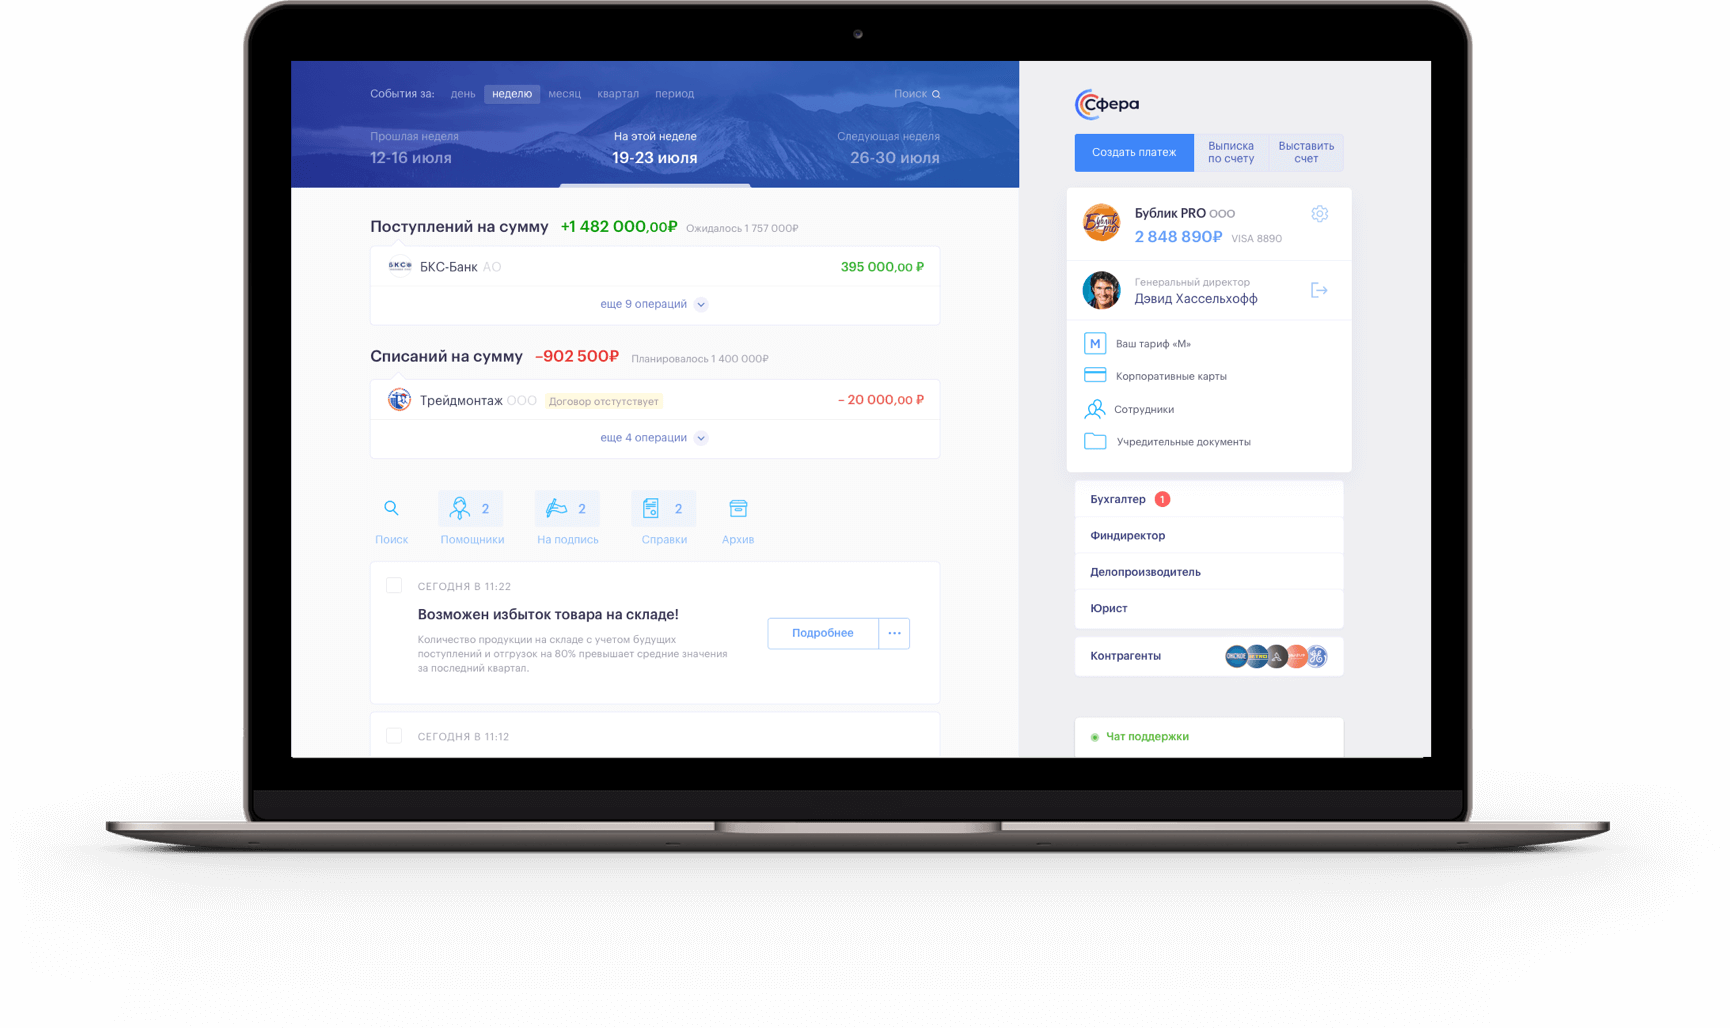 События за: день неделю месяц квартал период Поиск
Прошлая неделя На этой неделе Следующая неделя
12-16 июля 19-23 июля 26-30 июля
Поступлений на сумму +1 482 000,00₽ Ожидалось 1 757 000₽
БКС-Банк АО 395 000,00 ₽
еще 9 операций
Списаний на сумму −902 500₽ Планировалось 1 400 000₽
Трейдмонтаж ООО Договор отстутствует − 20 000,00 ₽
еще 4 операции
2 2 2
Поиск Помощники На подпись Справки Архив
СЕГОДНЯ В 11:22
Возможен избыток товара на складе!
Количество продукции на складе с учетом будущих
поступлений и отгрузок на 80% превышает средние значения
за последний квартал.
Подробнее ...
СЕГОДНЯ В 11:12
Сфера
Создать платеж
Выписка
по счету
Выставить
счет
Бублик PRO
Бублик PRO ООО
2 848 890₽ VISA 8890
Генеральный директор
Дэвид Хассельхофф
М Ваш тариф «М»
Корпоративные карты
Сотрудники
Учредительные документы
Бухгалтер 1
Финдиректор
Делопроизводитель
Юрист
Контрагенты
Чат поддержки